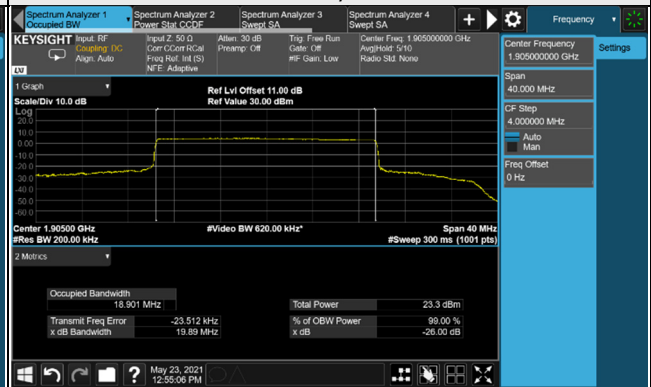 Spectrum Analyzer 1
Occupied BW
Spectrum Analyzer 2
Power Stat CCDF
Spectrum Analyzer 3
Swept SA
Spectrum Analyzer 4
Swept SA
Frequency
KEYSIGHT
Input: RF
Coupling: DC
Align: Auto
Input Z: 50 Ω
Corr CCorr RCal
Freq Ref: Int (S)
NFE: Adaptive
Atten: 30 dB
Preamp: Off
Trig: Free Run
Gate: Off
#IF Gain: Low
Center Freq: 1.905000000 GHz
Avg|Hold: 5/10
Radio Std: None
LXI
Center Frequency
1.905000000 GHz
Settings
Span
40.000 MHz
CF Step
4.000000 MHz
Auto
Man
Freq Offset
0 Hz
1 Graph
Scale/Div 10.0 dB
Ref Lvl Offset 11.00 dB
Ref Value 30.00 dBm
Log
20.0
10.0
0.00
-10.0
-20.0
-30.0
-40.0
-50.0
-60.0
Center 1.90500 GHz
#Res BW 200.00 kHz
#Video BW 620.00 kHz*
Span 40 MHz
#Sweep 300 ms (1001 pts)
2 Metrics
Occupied Bandwidth
18.901 MHz
Total Power 23.3 dBm
Transmit Freq Error -23.512 kHz
% of OBW Power 99.00 %
x dB Bandwidth 19.89 MHz
x dB -26.00 dB
?
May 23, 2021
12:55:06 PM